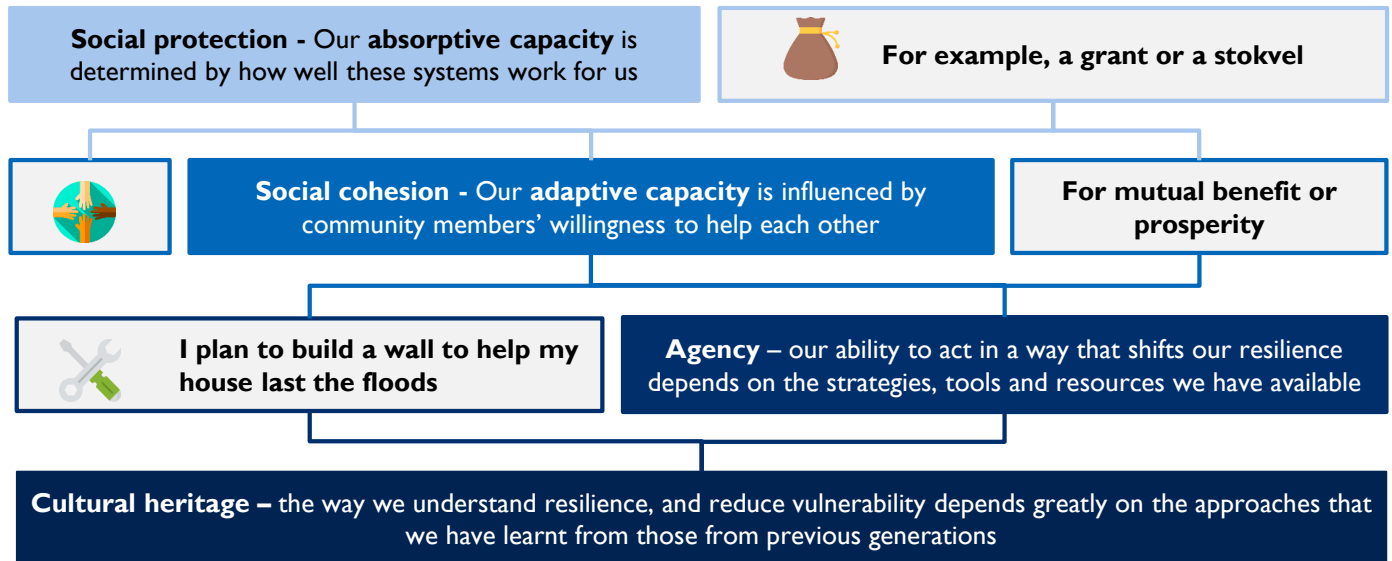 Social protection - Our absorptive capacity is
determined by how well these systems work for us
For example, a grant or a stokvel
Social cohesion - Our adaptive capacity is influenced by
community members’ willingness to help each other
For mutual benefit or
prosperity
I plan to build a wall to help my
house last the floods
Agency – our ability to act in a way that shifts our resilience
depends on the strategies, tools and resources we have available
Cultural heritage – the way we understand resilience, and reduce vulnerability depends greatly on the approaches that
we have learnt from those from previous generations